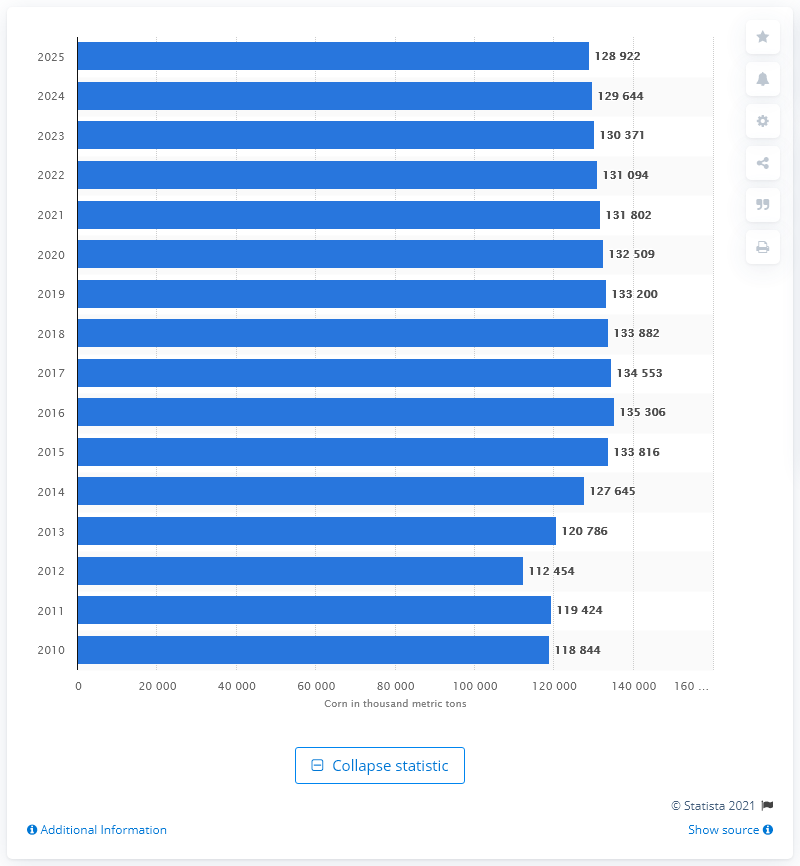 2025 128 922
2024 129 644
2023 130 371
2022 131 094
2021 131 802
2020 132 509
2019 133 200
2018 133 882
2017 134 553
2016 135 306
2015 133 816
2014 127 645
2013 120 786
2012 112 454
2011 119 424
2010 118 844
0 20 000 40 000 60 000 80 000 100 000 120 000 140 000 160 ...
Corn in thousand metric tons
Collapse statistic
© Statista 2021
Additional Information Show source